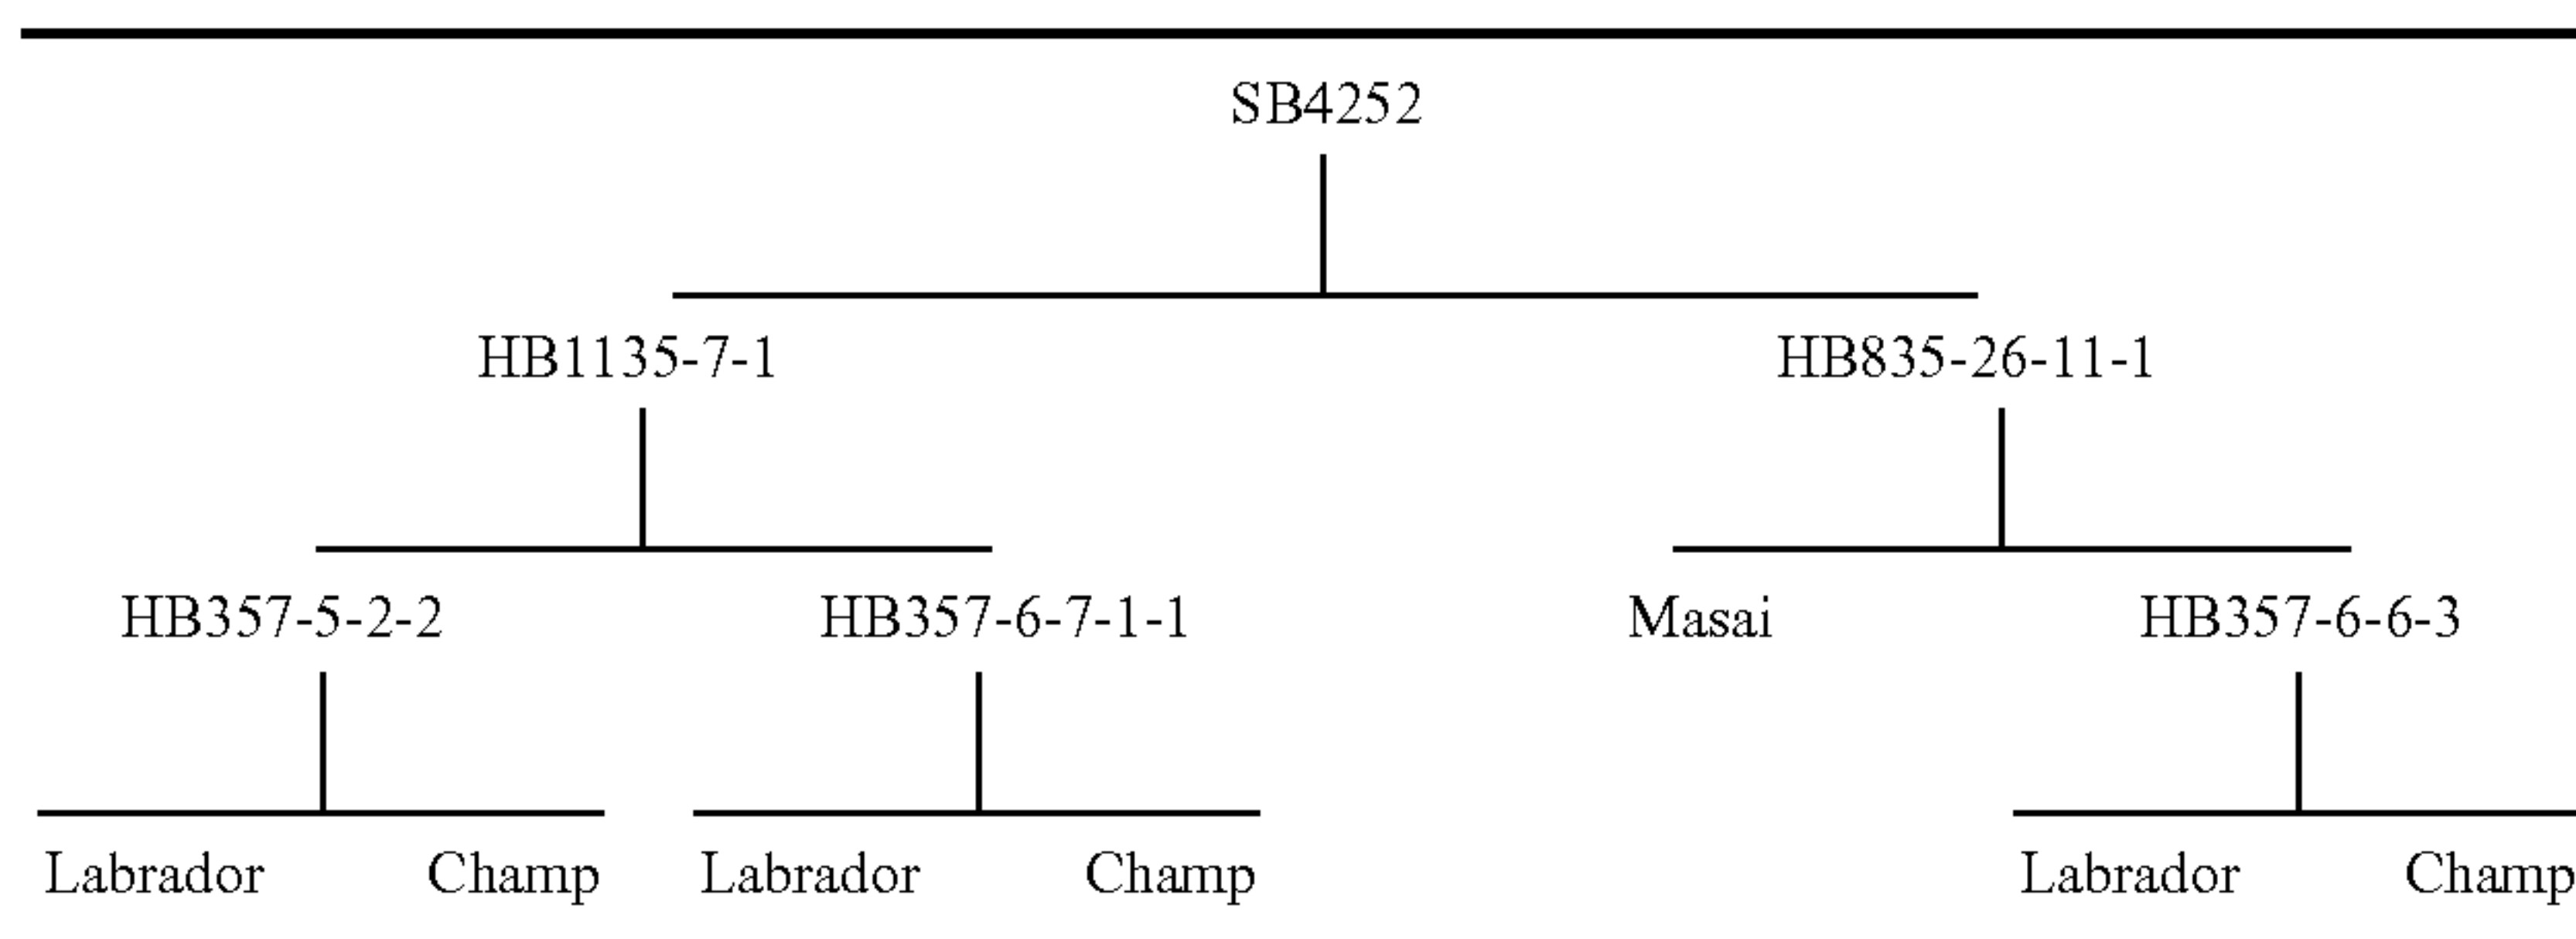 SB4252
HB1135-7-1 HB835-26-11-1
HB357-5-2-2 HB357-6-7-1-1 Masai HB357-6-6-3
Labrador Champ Labrador Champ Labrador Champ